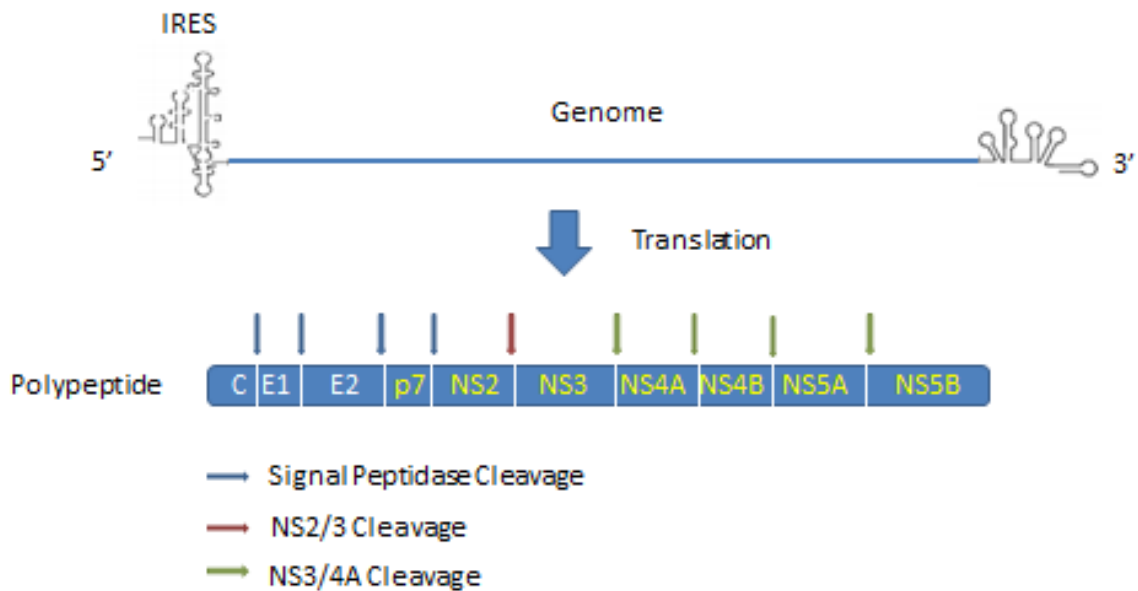 IRES
Genome
5’
3’
Translation
Polypeptide C E1 E2 p7 NS2 NS3 NS4A NS4B NS5A NS5B
Signal Peptidase Cleavage
NS2/3 Cleavage
NS3/4A Cleavage